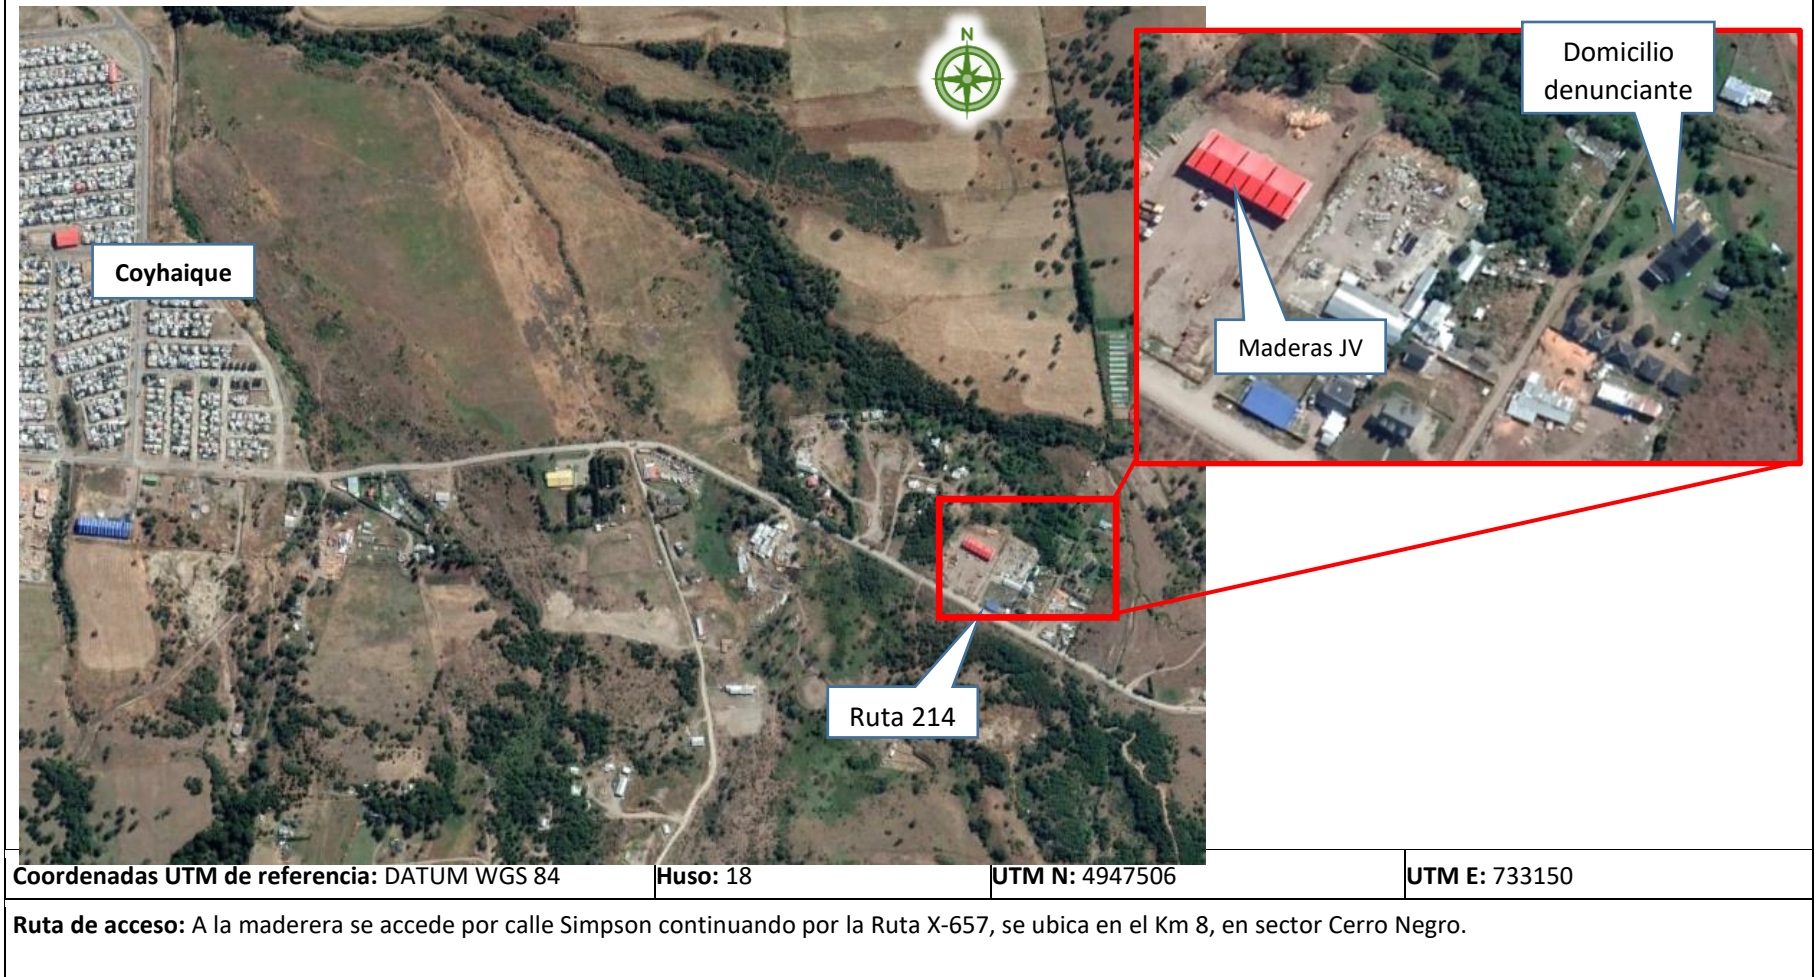 N
Domicilio
denunciante
Coyhaique
Maderas JV
Ruta 214
Coordenadas UTM de referencia: DATUM WGS 84 Huso: 18 UTM N: 4947506 UTM E: 733150
Ruta de acceso: A la maderera se accede por calle Simpson continuando por la Ruta X-657, se ubica en el Km 8, en sector Cerro Negro.